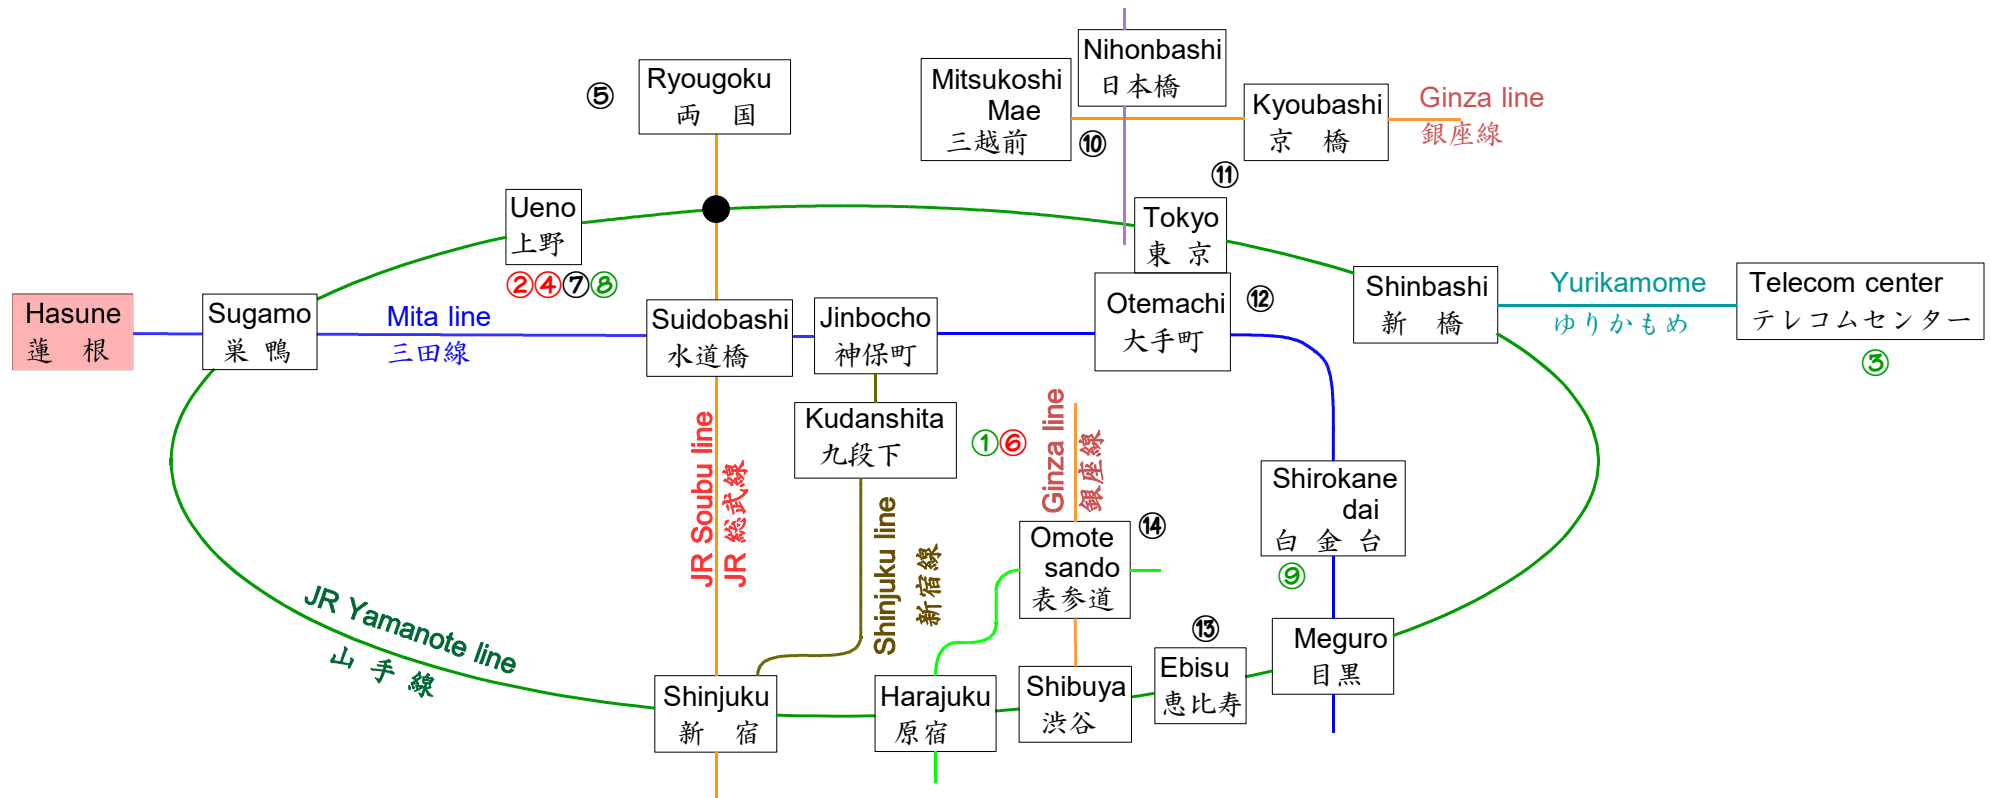 Nihonbashi
日本橋
Mitsukoshi
Mae
三越前
⑩
Kyoubashi
京 橋
Ginza line
銀座線
Ryougoku
両 国
⑤
⑪
Ueno
上野
②④⑦⑧
Tokyo
東 京
Otemachi
大手町
⑫
Shinbashi
新 橋
Yurikamome
ゆりかもめ
Telecom center
テレコムセンター
③
Hasune
蓮 根
Sugamo
巣 鴨
Mita line
三田線
Suidobashi
水道橋
Jinbocho
神保町
Kudanshita
九段下
①⑥
JR Soubu line
JR 総武線
Shinjuku line
新宿線
Ginza line
銀座線
Omote
sando
表参道
⑭
Shirokane
dai
白 金 台
⑨
JR Yamanote line
山 手 線
Shinjuku
新 宿
Harajuku
原宿
Shibuya
渋谷
⑬
Ebisu
恵比寿
Meguro
目黒